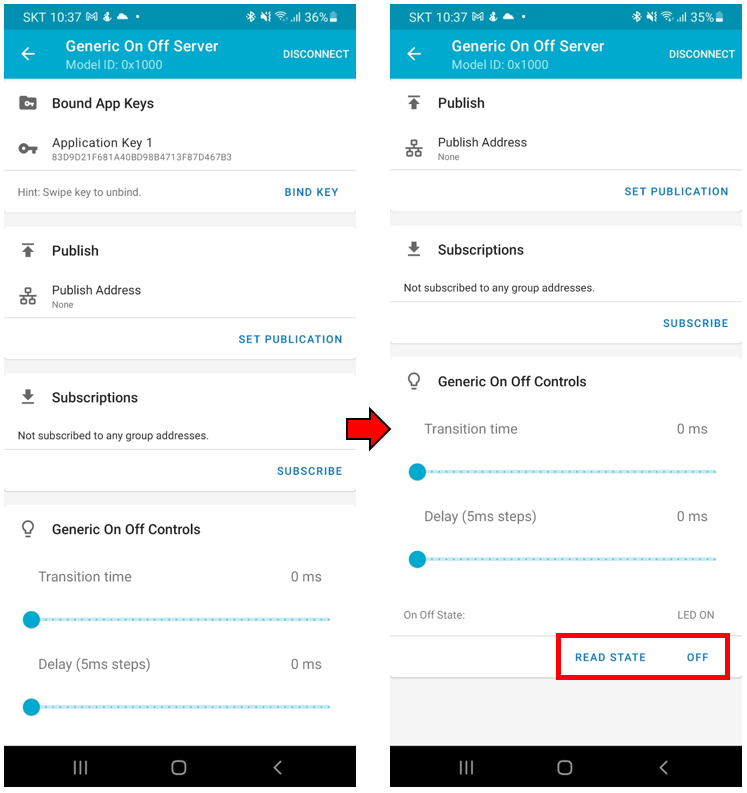 SKT 10:37 36%
Generic On Off Server
Model ID: 0x1000
DISCONNECT
Bound App Keys
Application Key 1
83D9D21F681A40BD98B4713F87D467B3
Hint: Swipe key to unbind.
BIND KEY
Publish
Publish Address
None
SET PUBLICATION
Subscriptions
Not subscribed to any group addresses.
SUBSCRIBE
Generic On Off Controls
Transition time 0 ms
Delay (5ms steps) 0 ms
SKT 10:37 35%
Generic On Off Server
Model ID: 0x1000
DISCONNECT
Publish
Publish Address
None
SET PUBLICATION
Subscriptions
Not subscribed to any group addresses.
SUBSCRIBE
Generic On Off Controls
Transition time 0 ms
Delay (5ms steps) 0 ms
On Off State: LED ON
READ STATE OFF